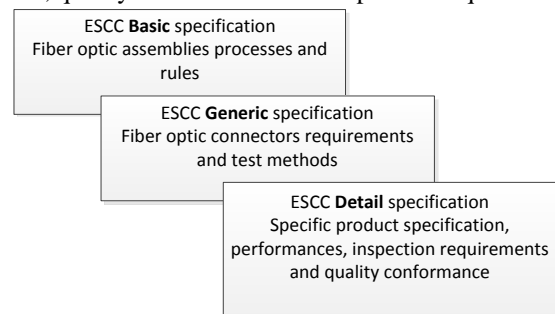 ESCC Basic specification
Fiber optic assemblies processes and
rules
ESCC Generic specification
Fiber optic connectors requirements
and test methods
ESCC Detail specification
Specific product specification,
performances, inspection requirements
and quality conformance